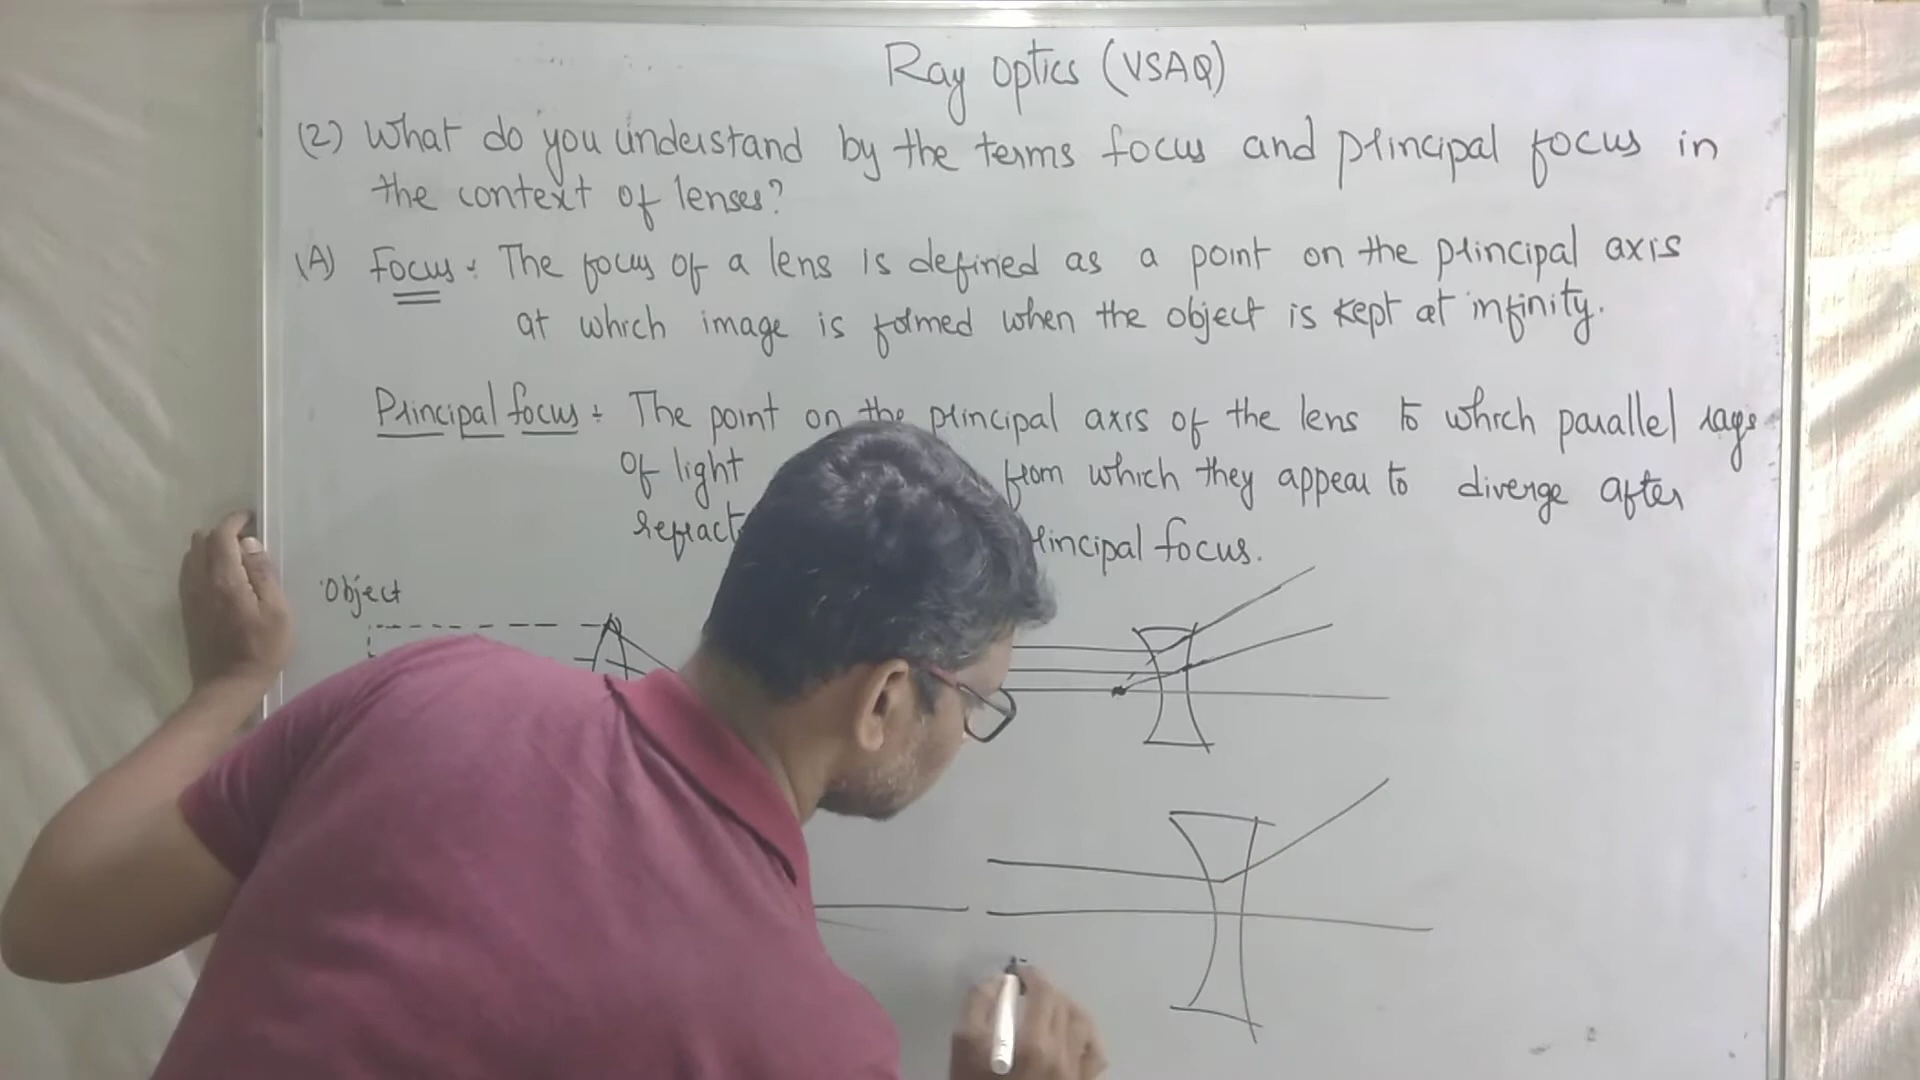 Ray Optics (VSAQ)
(2) What do you understand by the terms focus and principal focus in
the context of lenses?
(A) Focus : The focus of a lens is defined as a point on the principal axis
at which image is formed when the object is kept at infinity.
Principal focus : The point on the principal axis of the lens to which parallel rays
of light from which they appear to diverge after
focus.
Object